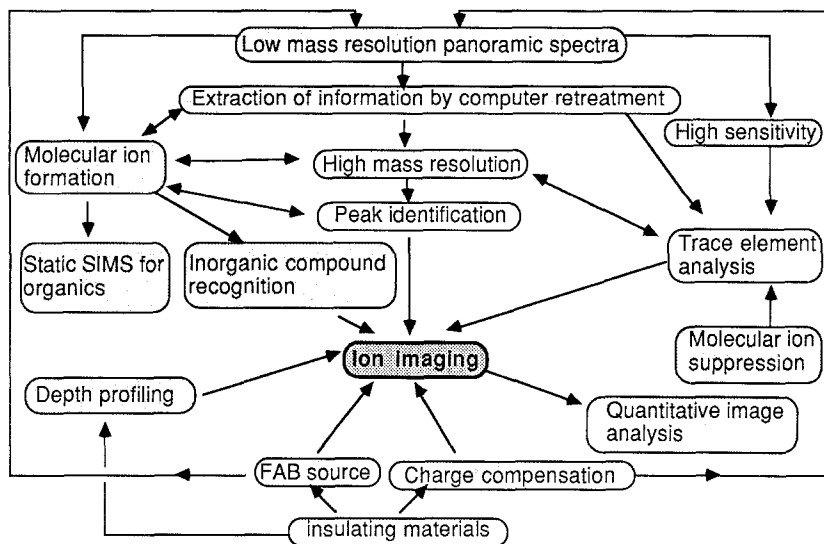 Low mass resolution panoramic spectra
Extraction of information by computer retreatment
High sensitivity
Molecular ion
formation
High mass resolution
Peak identification
Trace element
analysis
Static SIMS for
organics
Inorganic compound
recognition
Ion imaging
Molecular ion
suppression
Depth profiling
Quantitative image
analysis
FAB source
Charge compensation
insulating materials